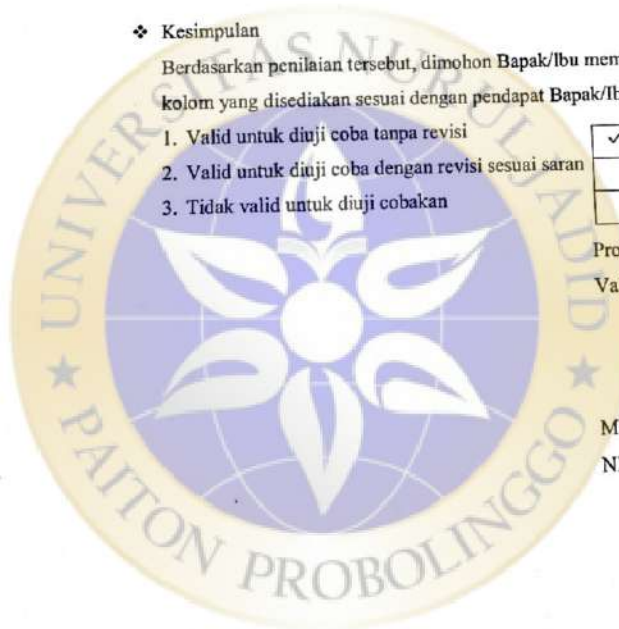 ❖ Kesimpulan
Berdasarkan penilaian tersebut, dimohon Bapak/Ibu mem
kolom yang disediakan sesuai dengan pendapat Bapak/Ib
1. Valid untuk diuji coba tanpa revisi ✓
2. Valid untuk diuji coba dengan revisi sesuai saran
3. Tidak valid untuk diuji cobakan
Pro
Va
M
NI
UNIVERSITAS NURUL JADID
★ PAITON PROBOLINGGO ★